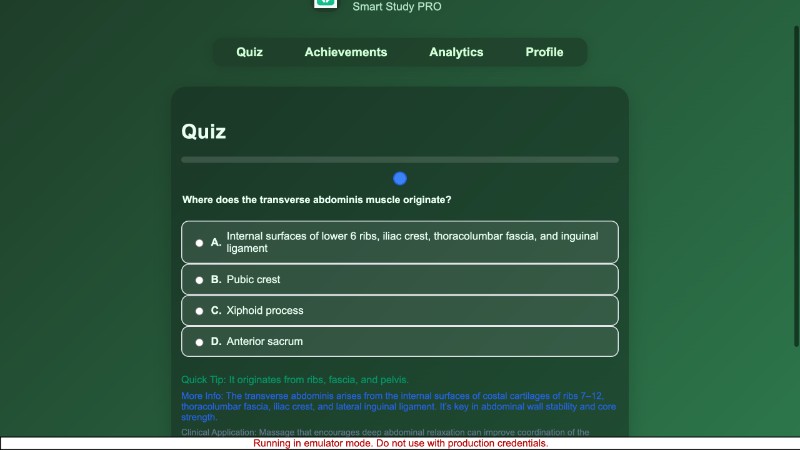 Smart Study PRO
Quiz Achievements Analytics Profile
Quiz
Where does the transverse abdominis muscle originate?
A. Internal surfaces of lower 6 ribs, iliac crest, thoracolumbar fascia, and inguinal
ligament
B. Pubic crest
C. Xiphoid process
D. Anterior sacrum
Quick Tip: It originates from ribs, fascia, and pelvis.
More Info: The transverse abdominis arises from the internal surfaces of costal cartilages of ribs 7–12,
thoracolumbar fascia, iliac crest, and lateral inguinal ligament. It's key in abdominal wall stability and core
strength.
Clinical Application: Massage that encourages deep abdominal relaxation can improve coordination of the
Running in emulator mode. Do not use with production credentials.